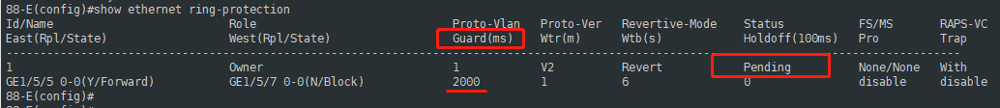 88-E(config)#show ethernet ring-protection
Id/Name Role Proto-Vlan Proto-Ver Revertive-Mode Status FS/MS RAPS-VC
East(Rpl/State) West(Rpl/State) Guard(ms) Wtr(m) Wtb(s) Holdoff(100ms) Pro Trap
1 Owner 1 V2 Revert Pending None/None With
GE1/5/5 0-0(Y/Forward) GE1/5/7 0-0(N/Block) 2000 1 6 0 disable disable
88-E(config)#